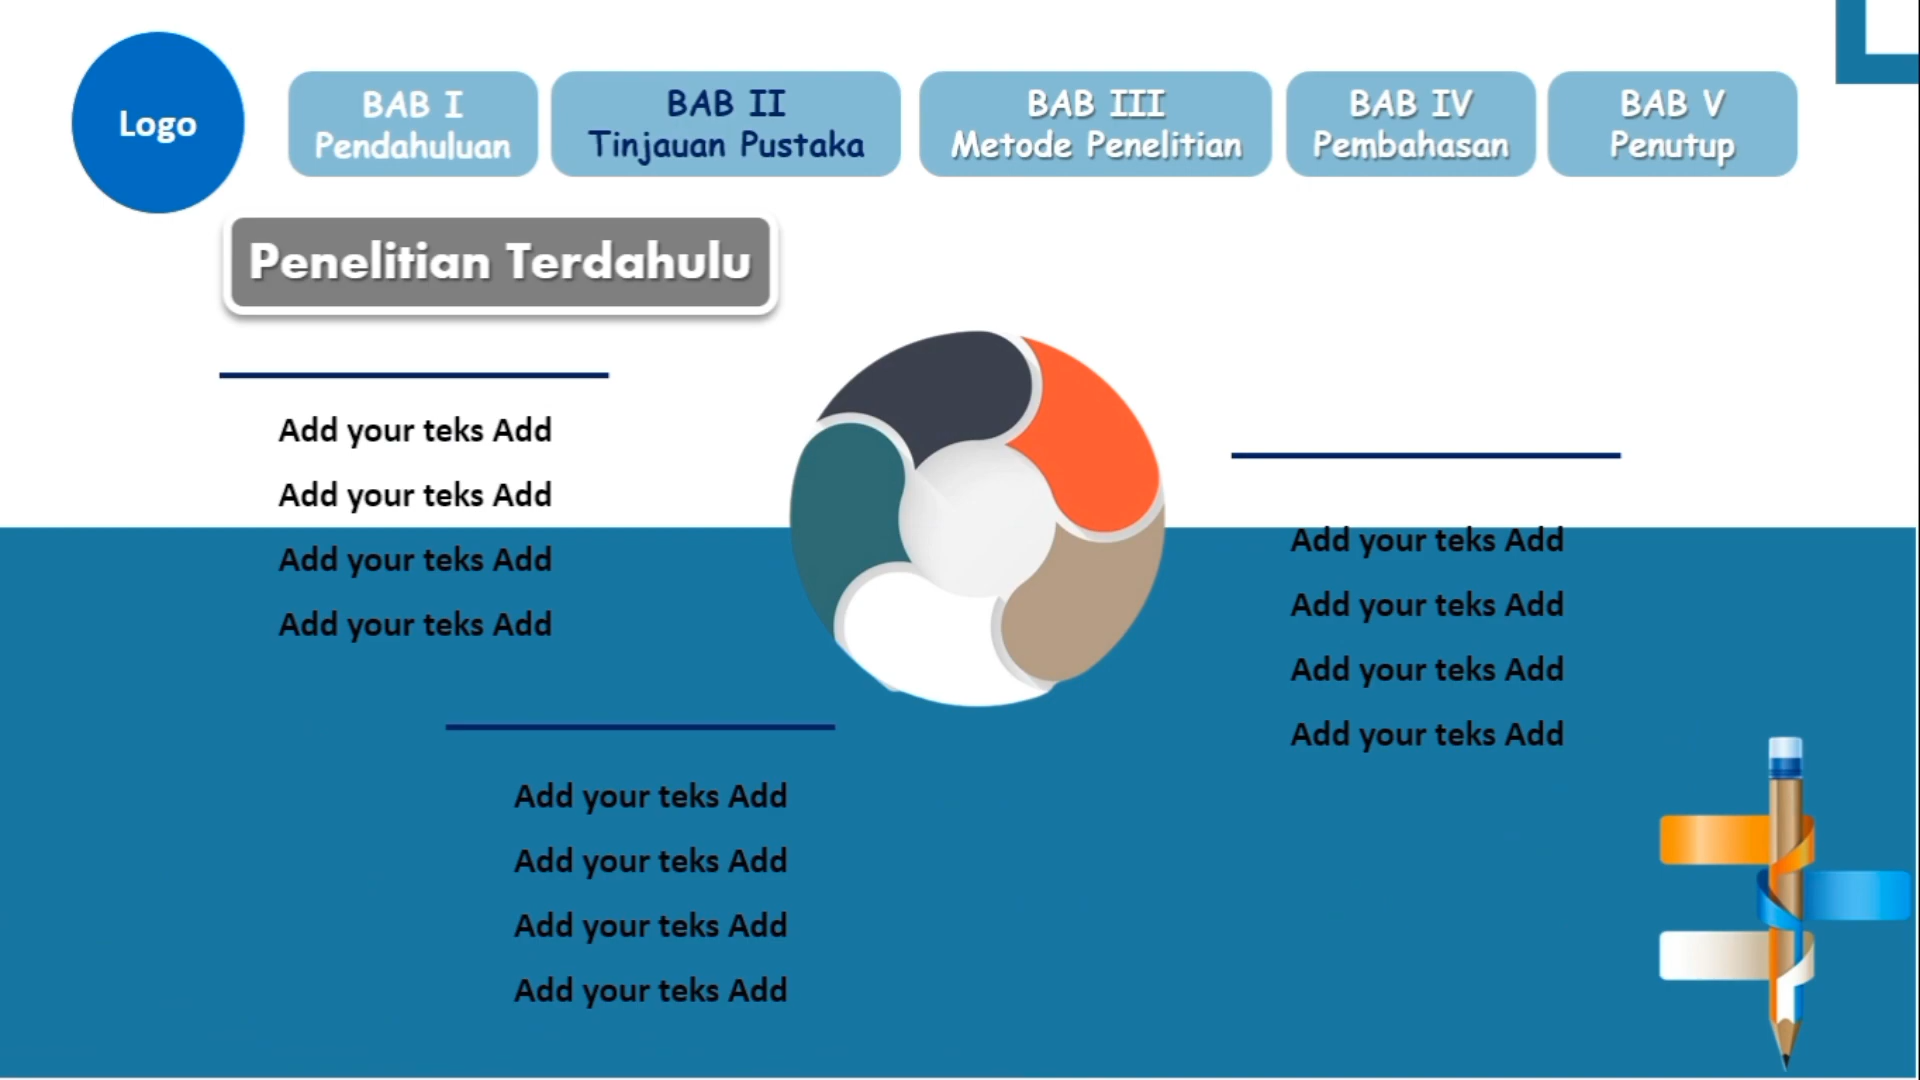 Logo
BAB I
Pendahuluan
BAB II
Tinjauan Pustaka
BAB III
Metode Penelitian
BAB IV
Pembahasan
BAB V
Penutup
Penelitian Terdahulu
Add your teks Add
Add your teks Add
Add your teks Add
Add your teks Add
Add your teks Add
Add your teks Add
Add your teks Add
Add your teks Add
Add your teks Add
Add your teks Add
Add your teks Add
Add your teks Add